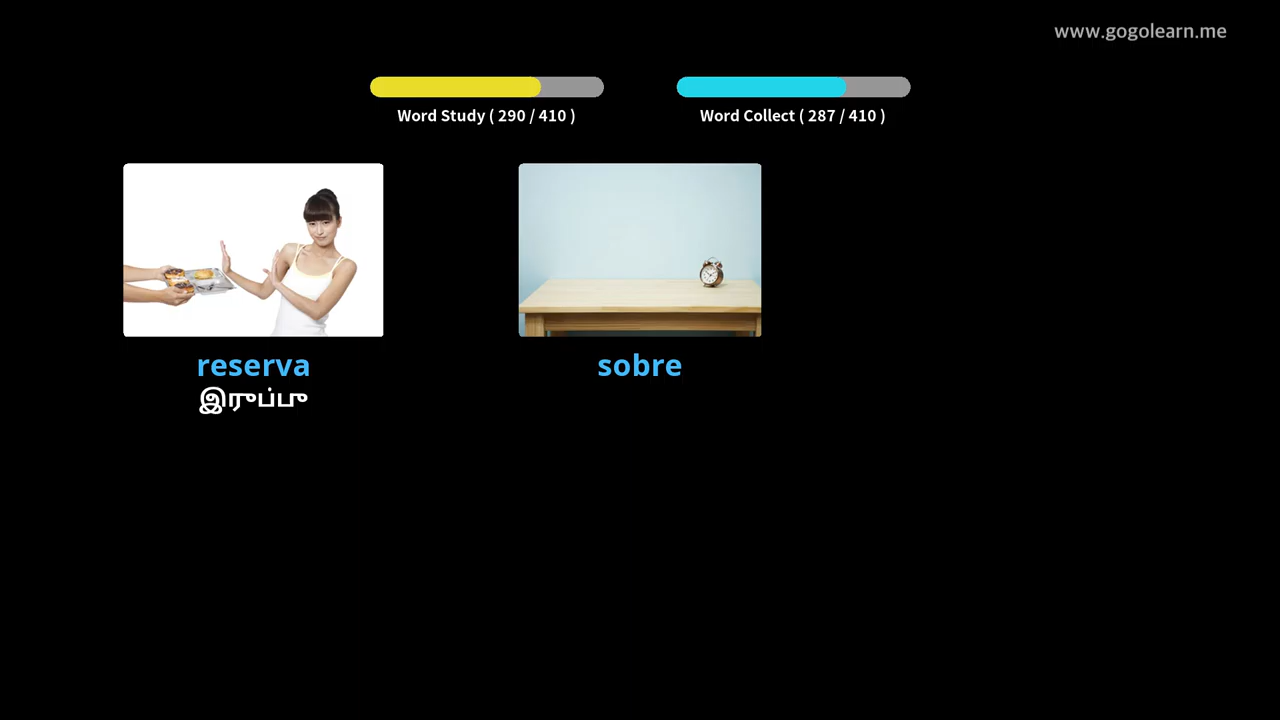 www.gogolearn.me
Word Study ( 290 / 410 )
Word Collect ( 287 / 410 )
reserva
இருப்பு
sobre